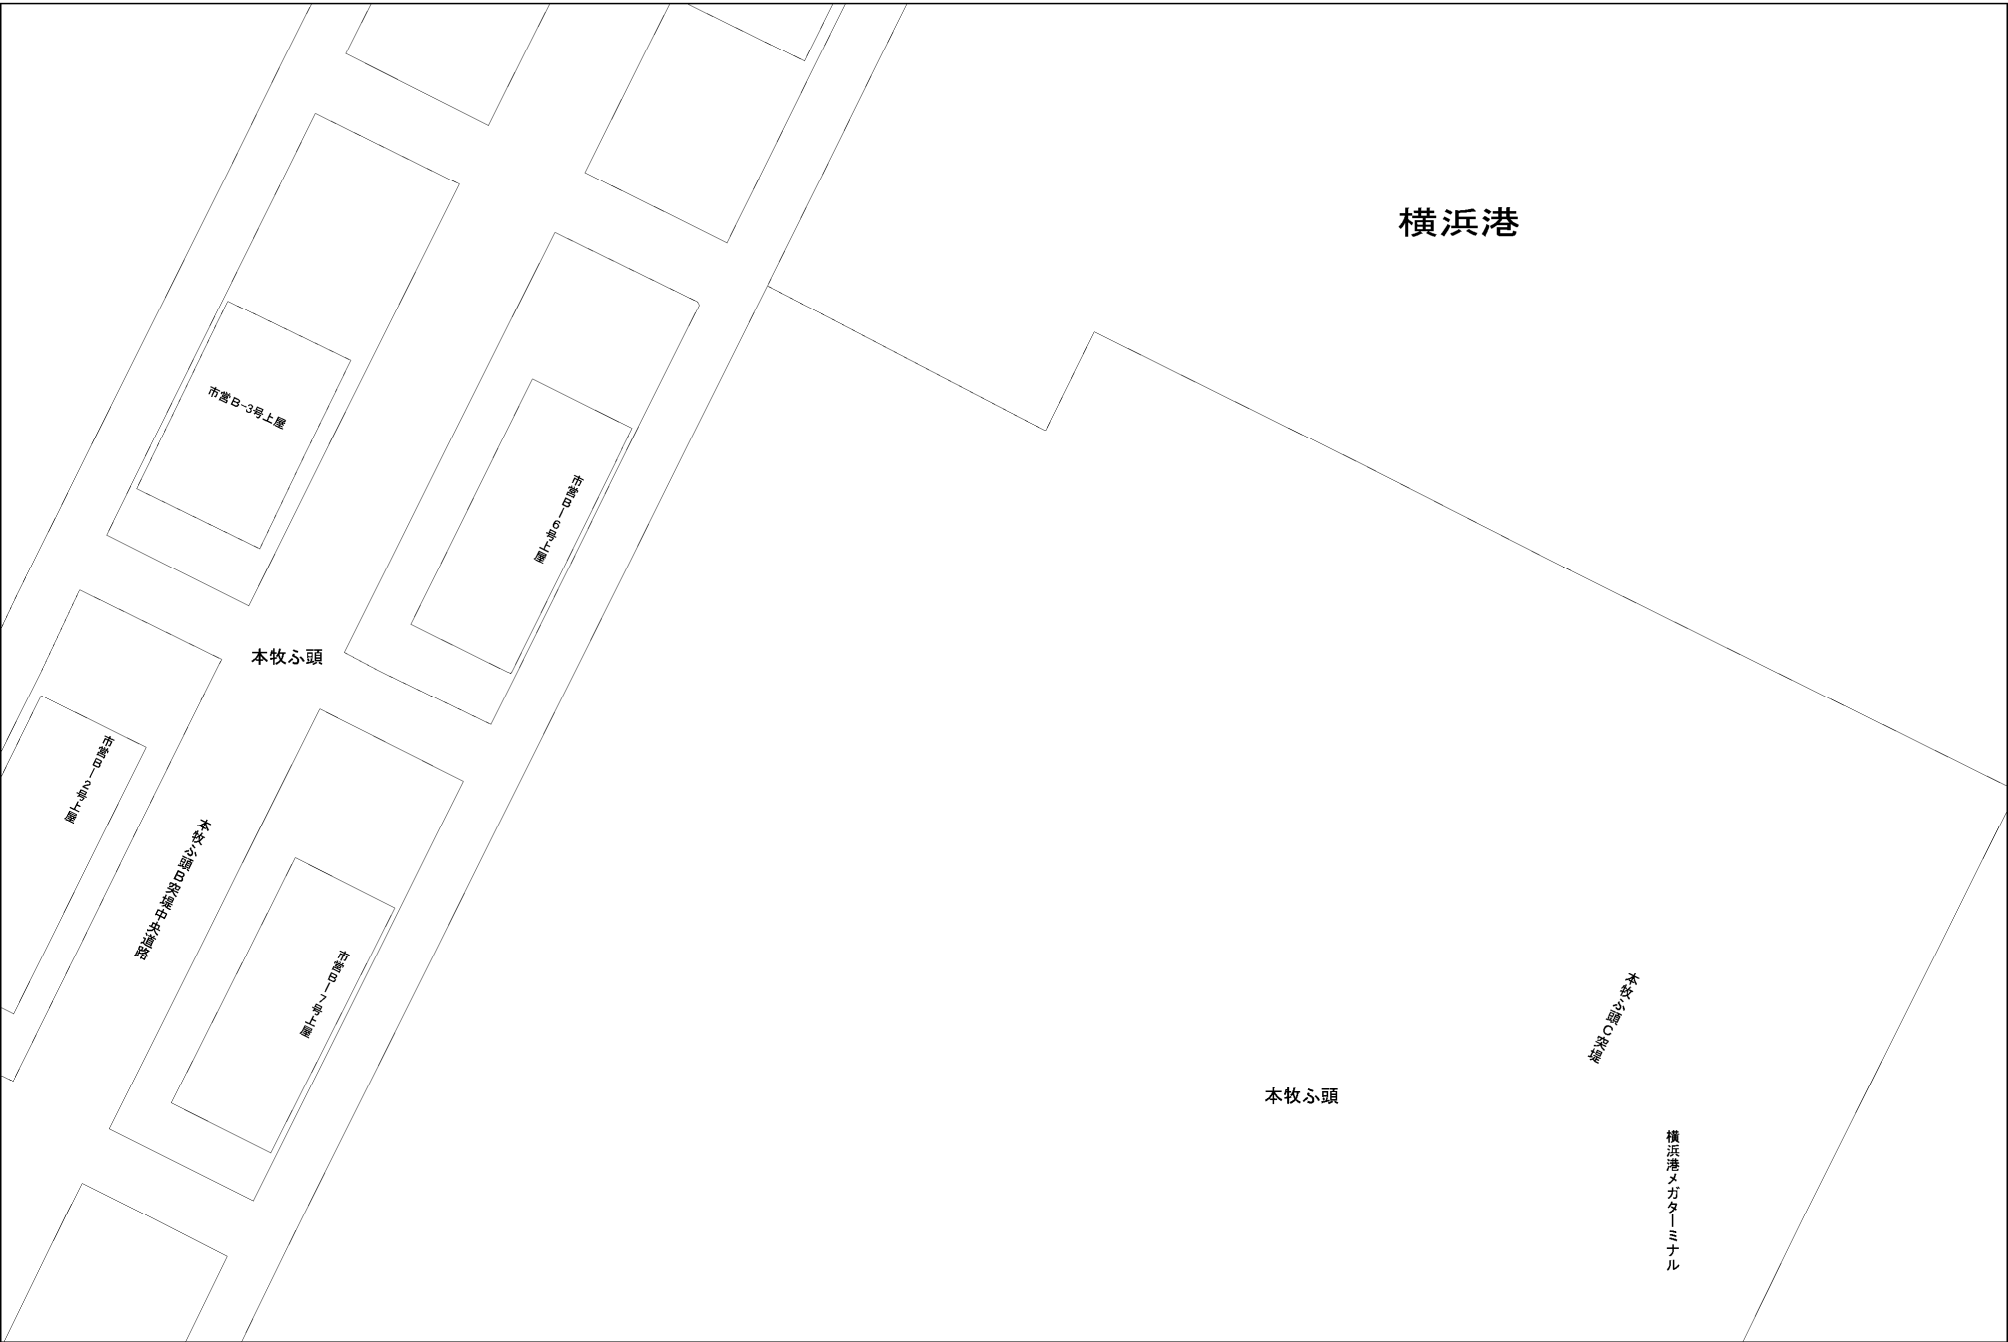 横浜港
市営B-3号上屋
市営B-6号上屋
本牧ふ頭
市営B-2号上屋
本牧ふ頭B突堤中央道路
市営B-7号上屋
本牧ふ頭C突堤
本牧ふ頭
横浜港メガターミナル